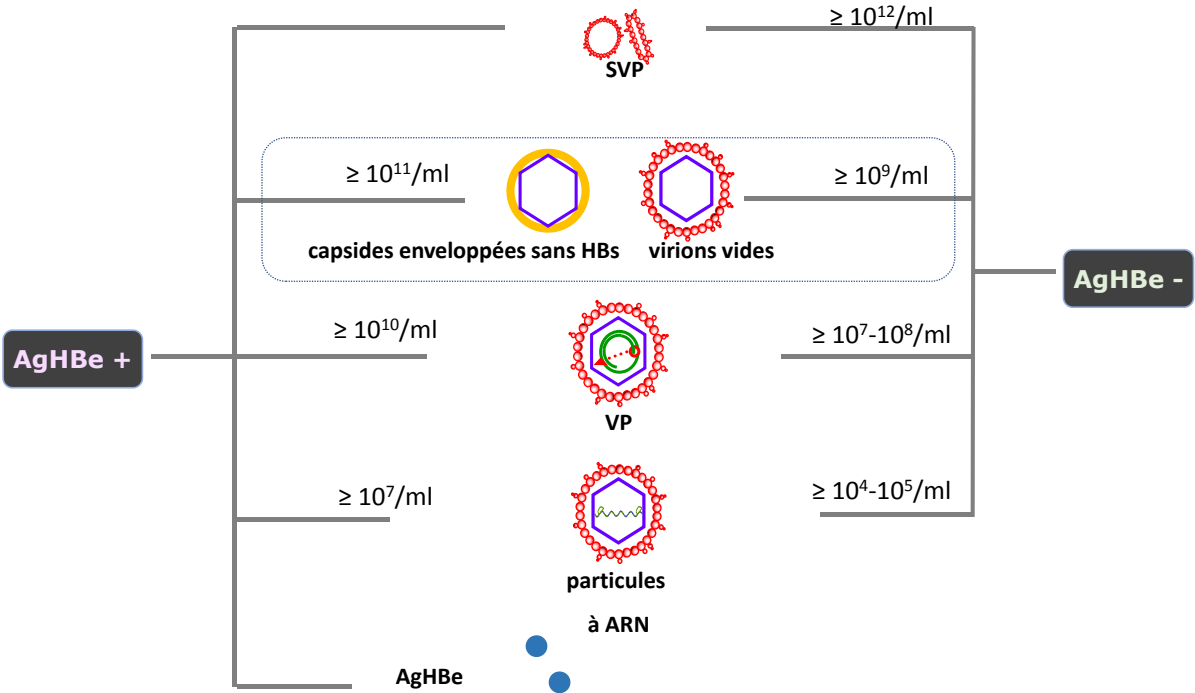 ≥ 10¹²/ml
SVP
≥ 10¹¹/ml
≥ 10⁹/ml
capsides enveloppées sans HBs
virions vides
AgHBe -
≥ 10¹⁰/ml
≥ 10⁷-10⁸/ml
AgHBe +
VP
≥ 10⁷/ml
≥ 10⁴-10⁵/ml
particules
à ARN
AgHBe